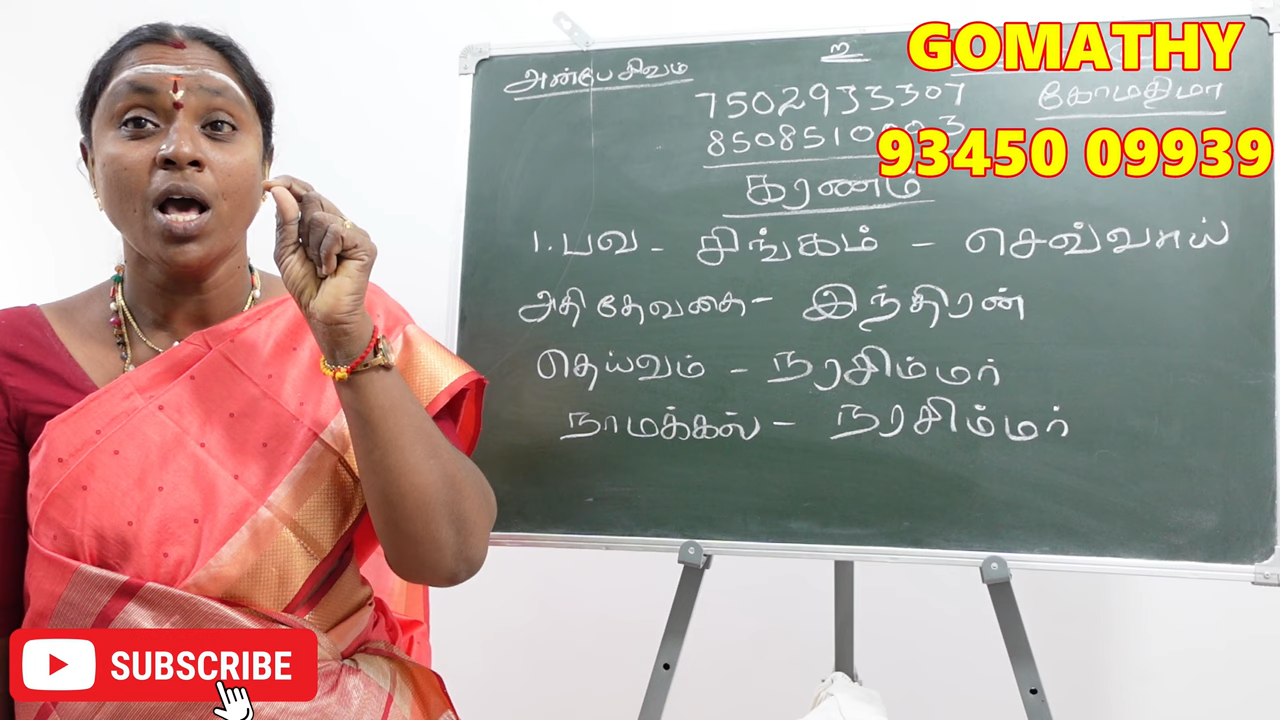 உ
GOMATHY
அன்பே சிவம்
7502933307
கோமதிமா
8508510003
93450 09939
கரணம்
1. பவ - சிங்கம் - செவ்வாய்
அதி தேவதை - இந்திரன்
தெய்வம் - நரசிம்மர்
நாமக்கல் - நரசிம்மர்
SUBSCRIBE